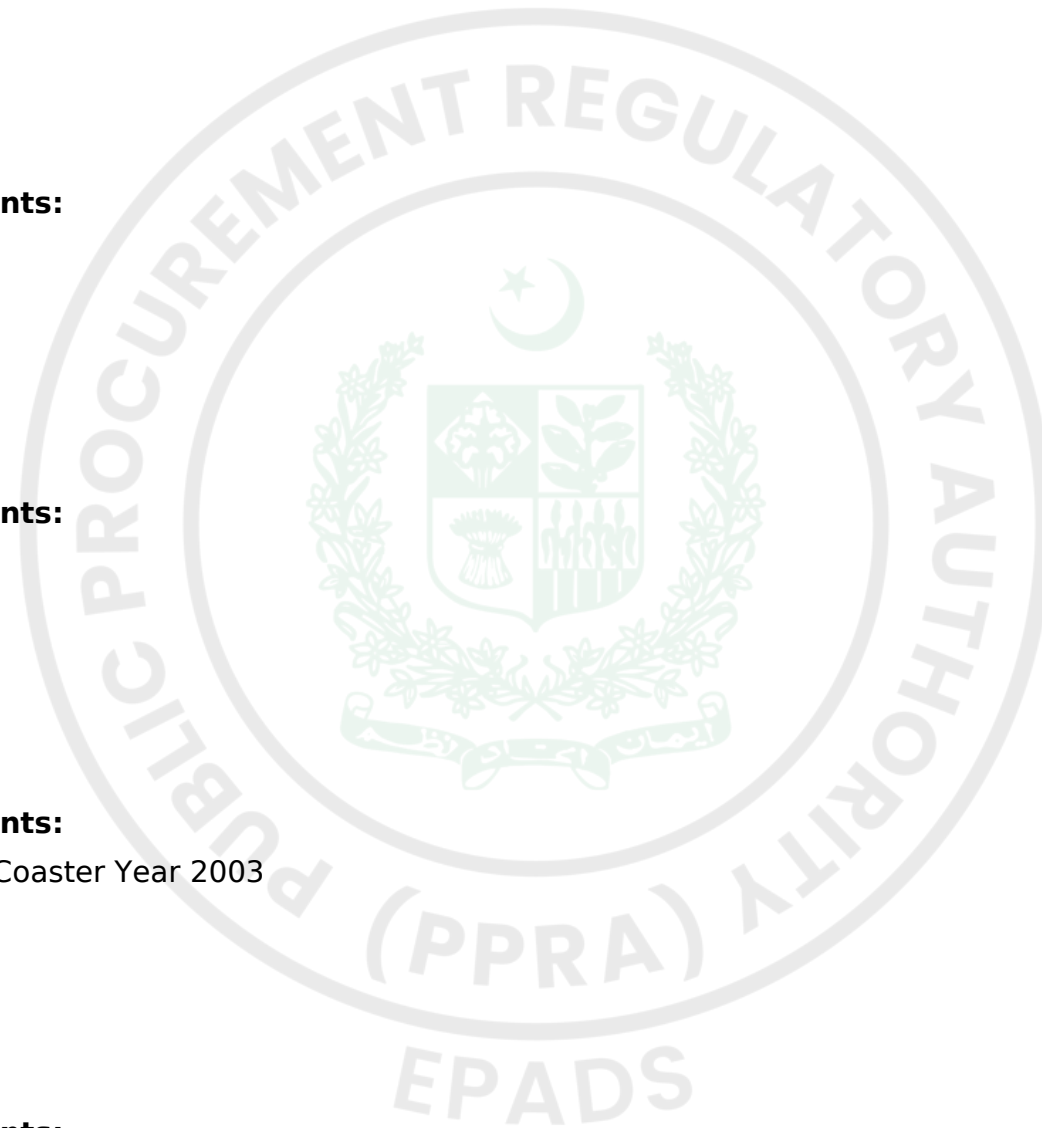 PUBLIC PROCUREMENT REGULATORY AUTHORITY
nts:
nts:
nts:
Coaster Year 2003
(PPRA)
EPADS
nts: